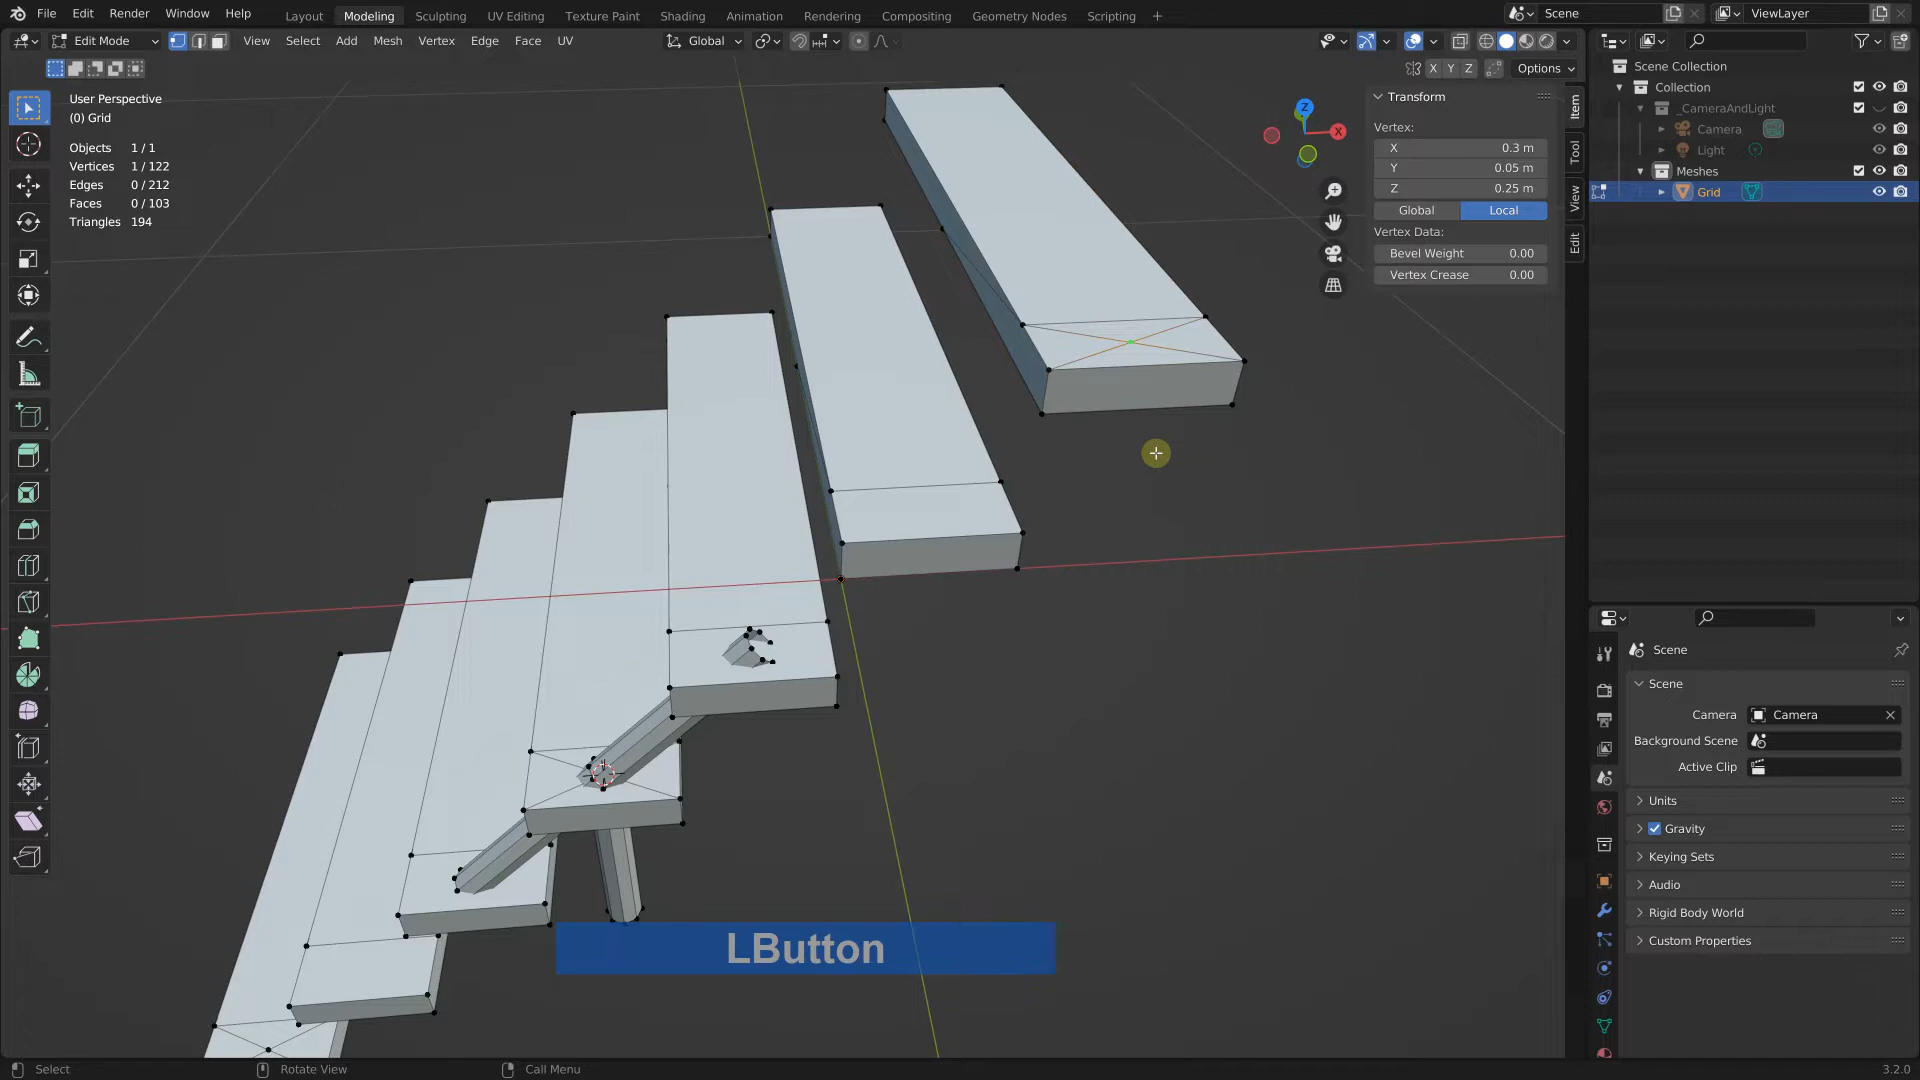 File Edit Render Window Help Layout Modeling Sculpting UV Editing Texture Paint Shading Animation Rendering Compositing Geometry Nodes Scripting + Scene ViewLayer
Edit Mode View Select Add Mesh Vertex Edge Face UV Global
X Y Z Options
User Perspective
(0) Grid
Objects 1 / 1
Vertices 1 / 122
Edges 0 / 212
Faces 0 / 103
Triangles 194
Z
X
Transform
Vertex:
X 0.3 m
Y 0.05 m
Z 0.25 m
Global Local
Vertex Data:
Bevel Weight 0.00
Vertex Crease 0.00
Item
Tool
View
Edit
Scene Collection
Collection
_CameraAndLight
Camera
Light
Meshes
Grid
Scene
Scene
Camera Camera
Background Scene
Active Clip
Units
Gravity
Keying Sets
Audio
Rigid Body World
Custom Properties
LButton
Select Rotate View Call Menu 3.2.0